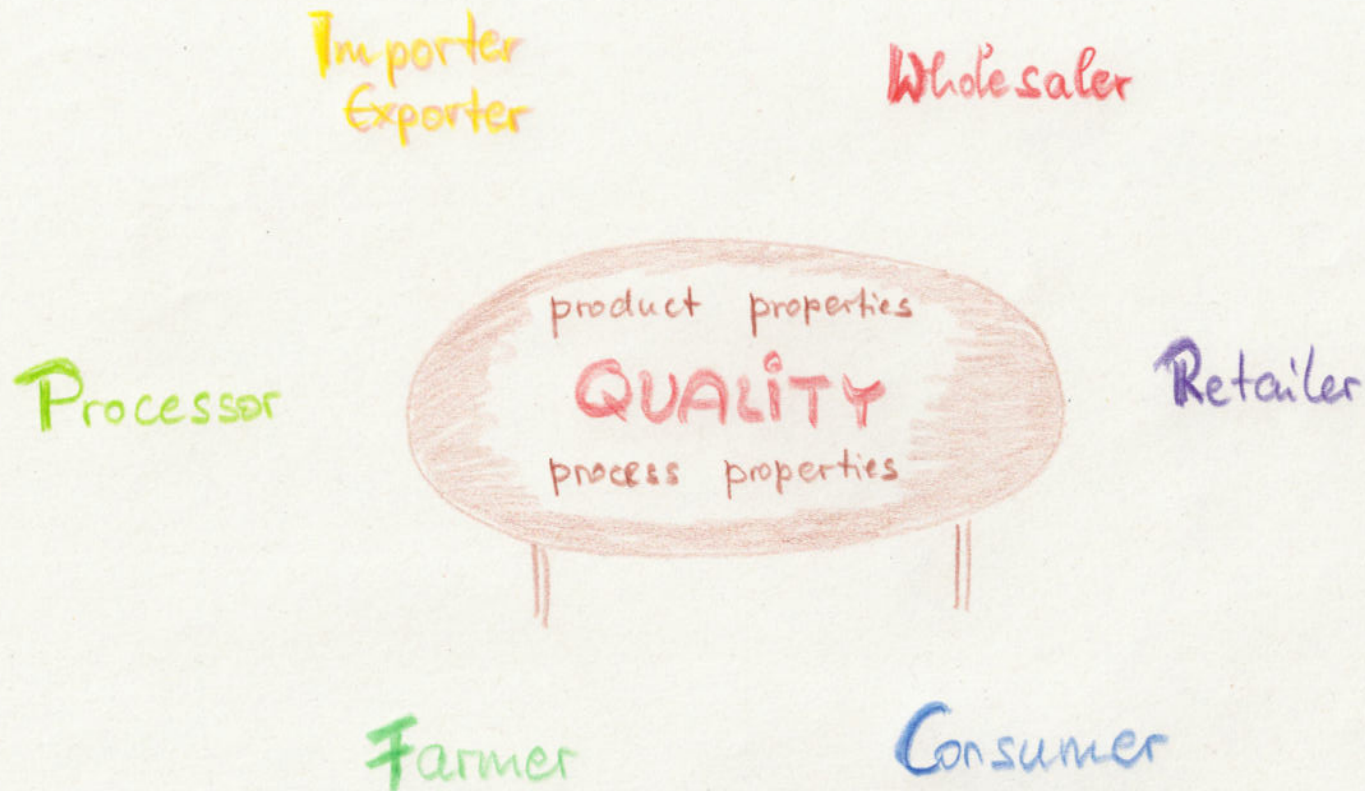 Importer
Exporter
Wholesaler
product properties
Processor
QUALiTY
Retailer
process properties
Farmer
Consumer